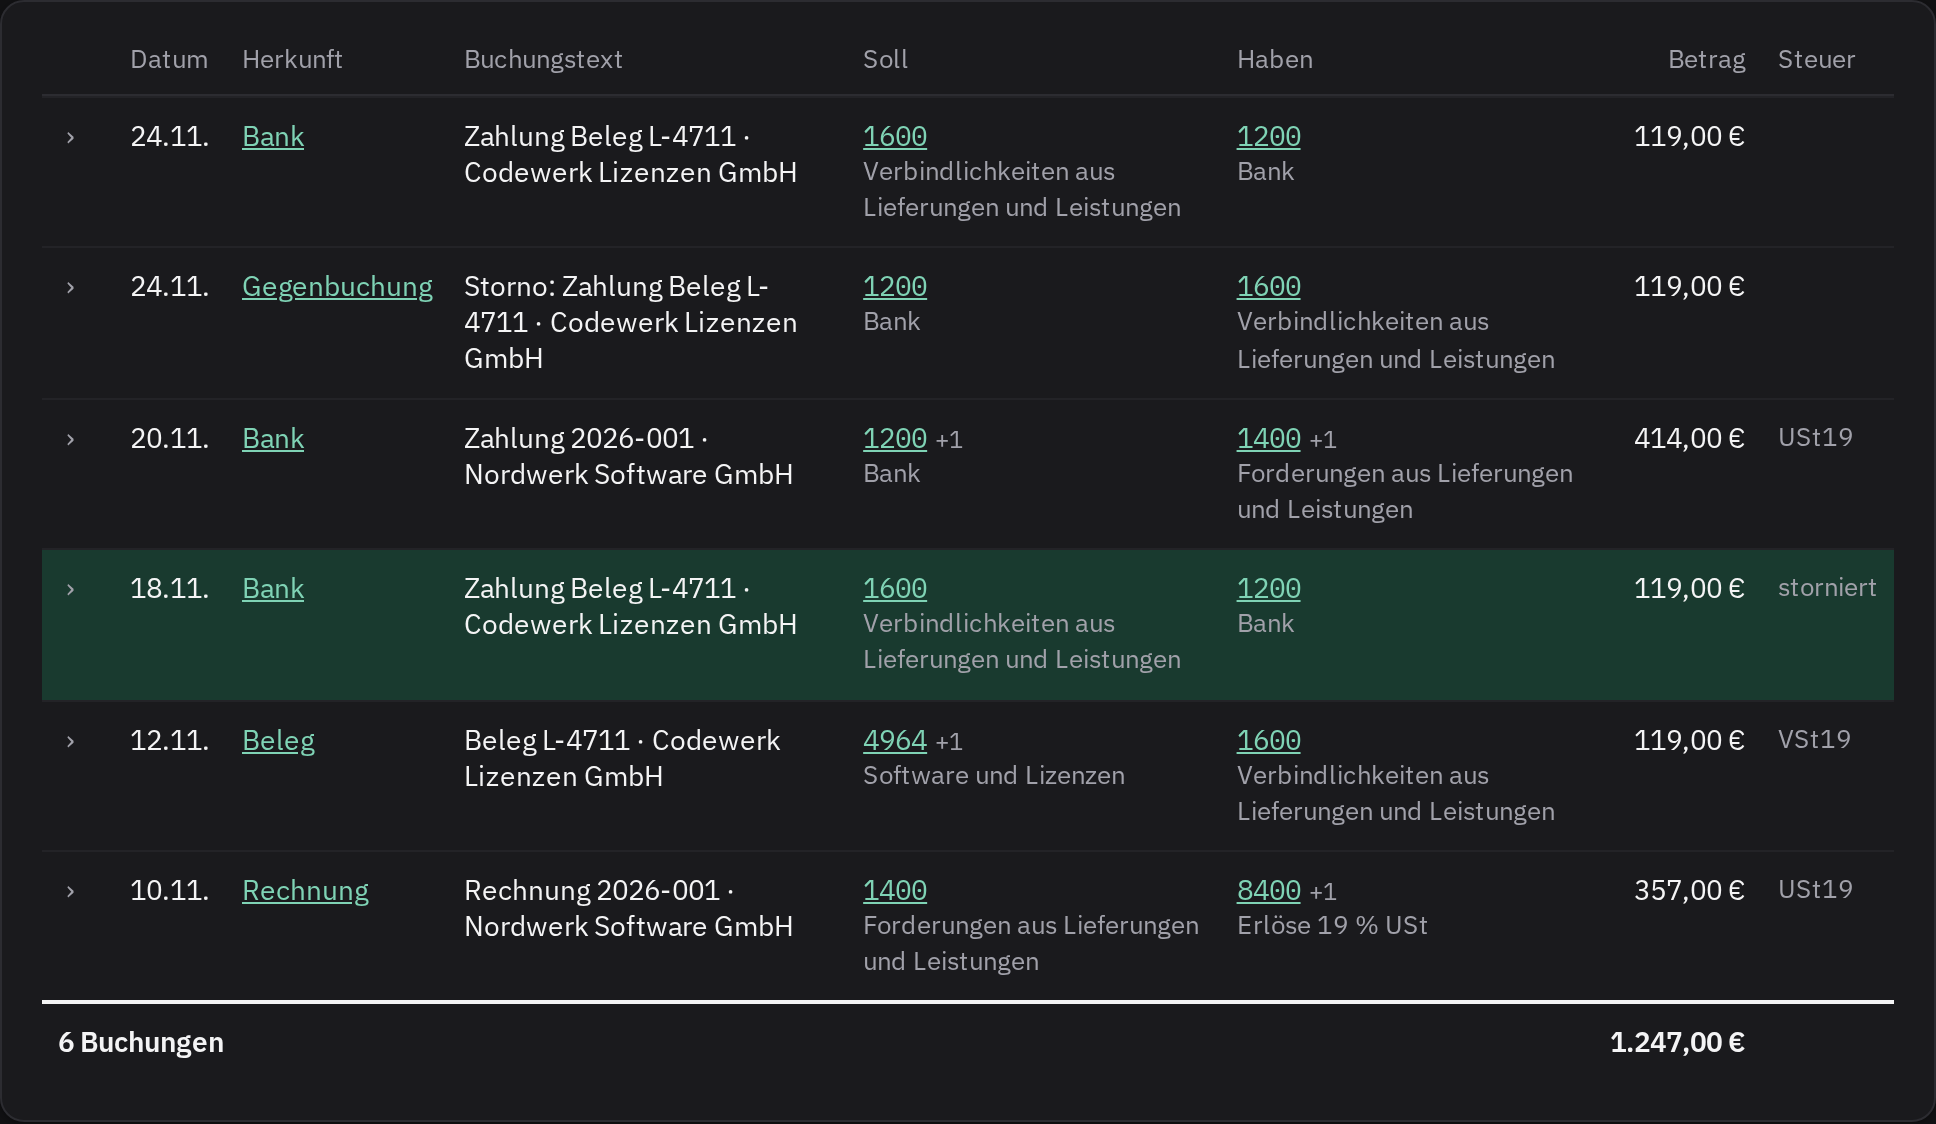 Datum Herkunft Buchungstext Soll Haben Betrag Steuer
› 24.11. Bank Zahlung Beleg L-4711 · 1600 1200 119,00 €
Codewerk Lizenzen GmbH Verbindlichkeiten aus Bank
Lieferungen und Leistungen
› 24.11. Gegenbuchung Storno: Zahlung Beleg L- 1200 1600 119,00 €
4711 · Codewerk Lizenzen Bank Verbindlichkeiten aus
GmbH Lieferungen und Leistungen
› 20.11. Bank Zahlung 2026-001 · 1200 +1 1400 +1 414,00 € USt19
Nordwerk Software GmbH Bank Forderungen aus Lieferungen
und Leistungen
› 18.11. Bank Zahlung Beleg L-4711 · 1600 1200 119,00 € storniert
Codewerk Lizenzen GmbH Verbindlichkeiten aus Bank
Lieferungen und Leistungen
› 12.11. Beleg Beleg L-4711 · Codewerk 4964 +1 1600 119,00 € VSt19
Lizenzen GmbH Software und Lizenzen Verbindlichkeiten aus
Lieferungen und Leistungen
› 10.11. Rechnung Rechnung 2026-001 · 1400 8400 +1 357,00 € USt19
Nordwerk Software GmbH Forderungen aus Lieferungen Erlöse 19 % USt
und Leistungen
6 Buchungen 1.247,00 €